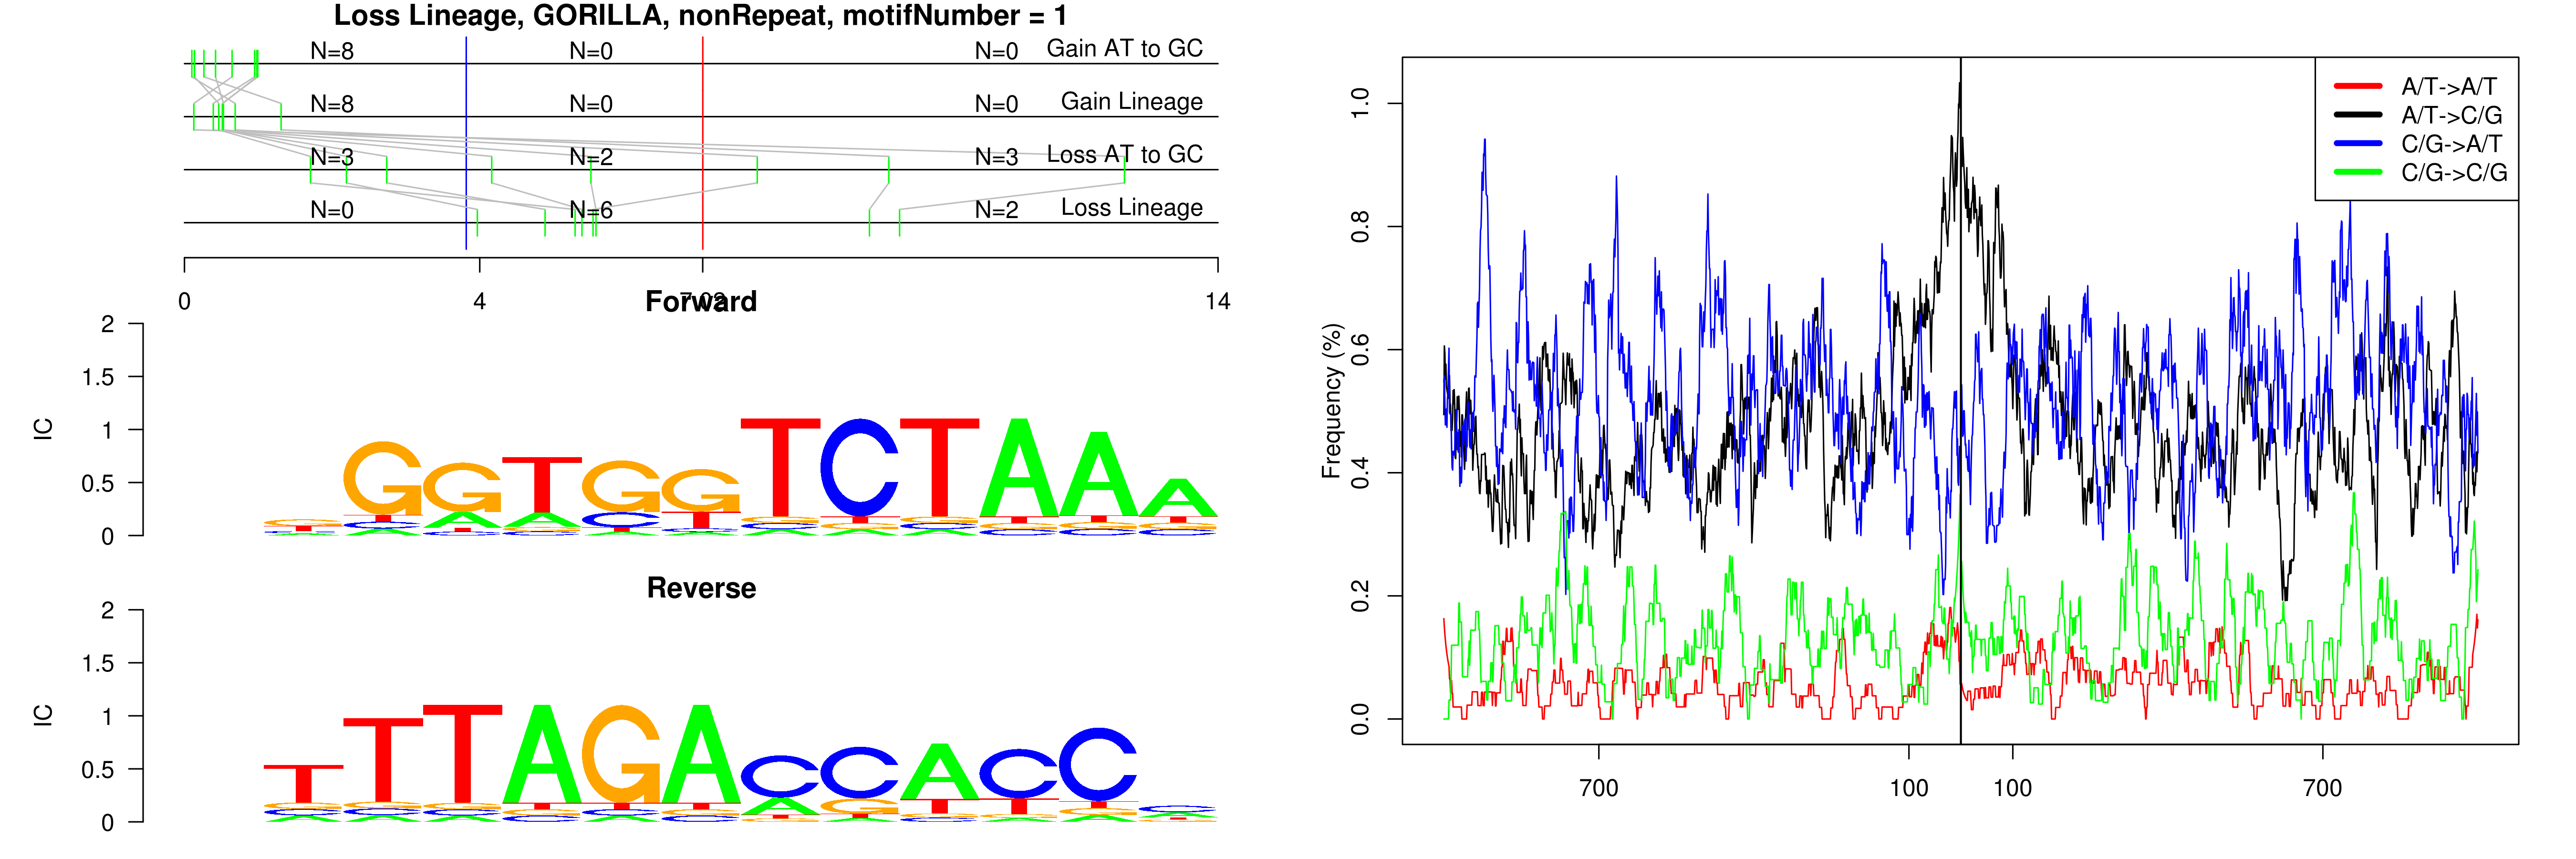 Loss Lineage, GORILLA, nonRepeat, motifNumber = 1
N=8 N=0 N=0 Gain AT to GC
N=8 N=0 N=0 Gain Lineage
N=3 N=2 N=3 Loss AT to GC
N=0 N=6 N=2 Loss Lineage
0 4 7.02 14
Forward
2
1.5
1
0.5
0
IC
GGTGGTCTAAA
Reverse
2
1.5
1
0.5
0
IC
TTTAGACCACC
A/T->A/T
A/T->C/G
C/G->A/T
C/G->C/G
1.0
0.8
0.6
0.4
0.2
0.0
Frequency (%)
700 100 100 700